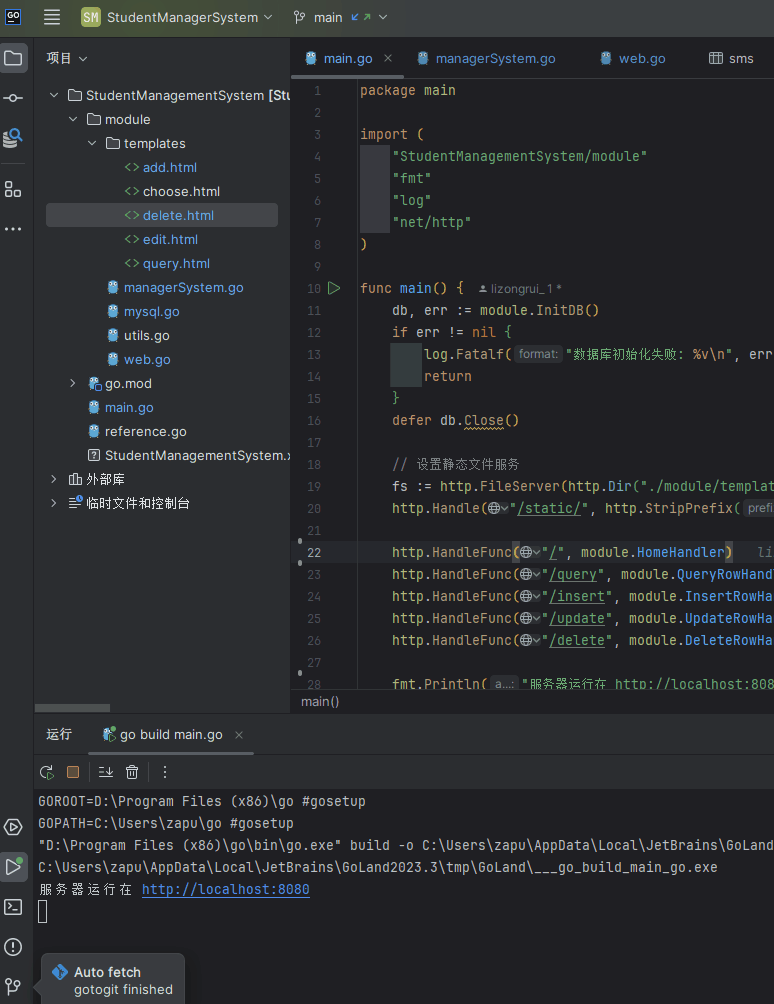 GO SM StudentManagerSystem main
项目
main.go managerSystem.go web.go sms
StudentManagementSystem [Stu
module
templates
<> add.html
<> choose.html
<> delete.html
<> edit.html
<> query.html
managerSystem.go
mysql.go
utils.go
web.go
go.mod
main.go
reference.go
StudentManagementSystem.x
外部库
临时文件和控制台
1 package main
2
3 import (
4 "StudentManagementSystem/module"
5 "fmt"
6 "log"
7 "net/http"
8 )
9
10 func main() { lizongrui_1 *
11 db, err := module.InitDB()
12 if err != nil {
13 log.Fatalf( format: "数据库初始化失败: %v\n", err
14 return
15 }
16 defer db.Close()
17
18 // 设置静态文件服务
19 fs := http.FileServer(http.Dir("./module/templat
20 http.Handle( "/static/", http.StripPrefix( prefi
21
22 http.HandleFunc( "/", module.HomeHandler) li
23 http.HandleFunc( "/query", module.QueryRowHand
24 http.HandleFunc( "/insert", module.InsertRowHa
25 http.HandleFunc( "/update", module.UpdateRowHa
26 http.HandleFunc( "/delete", module.DeleteRowHa
27
28 fmt.Println( a...: "服务器运行在 http://localhost:808
main()
运行 go build main.go
GOROOT=D:\Program Files (x86)\go #gosetup
GOPATH=C:\Users\zapu\go #gosetup
"D:\Program Files (x86)\go\bin\go.exe" build -o C:\Users\zapu\AppData\Local\JetBrains\GoLand
C:\Users\zapu\AppData\Local\JetBrains\GoLand2023.3\tmp\GoLand\___go_build_main_go.exe
服务器运行在 http://localhost:8080
Auto fetch
gotogit finished